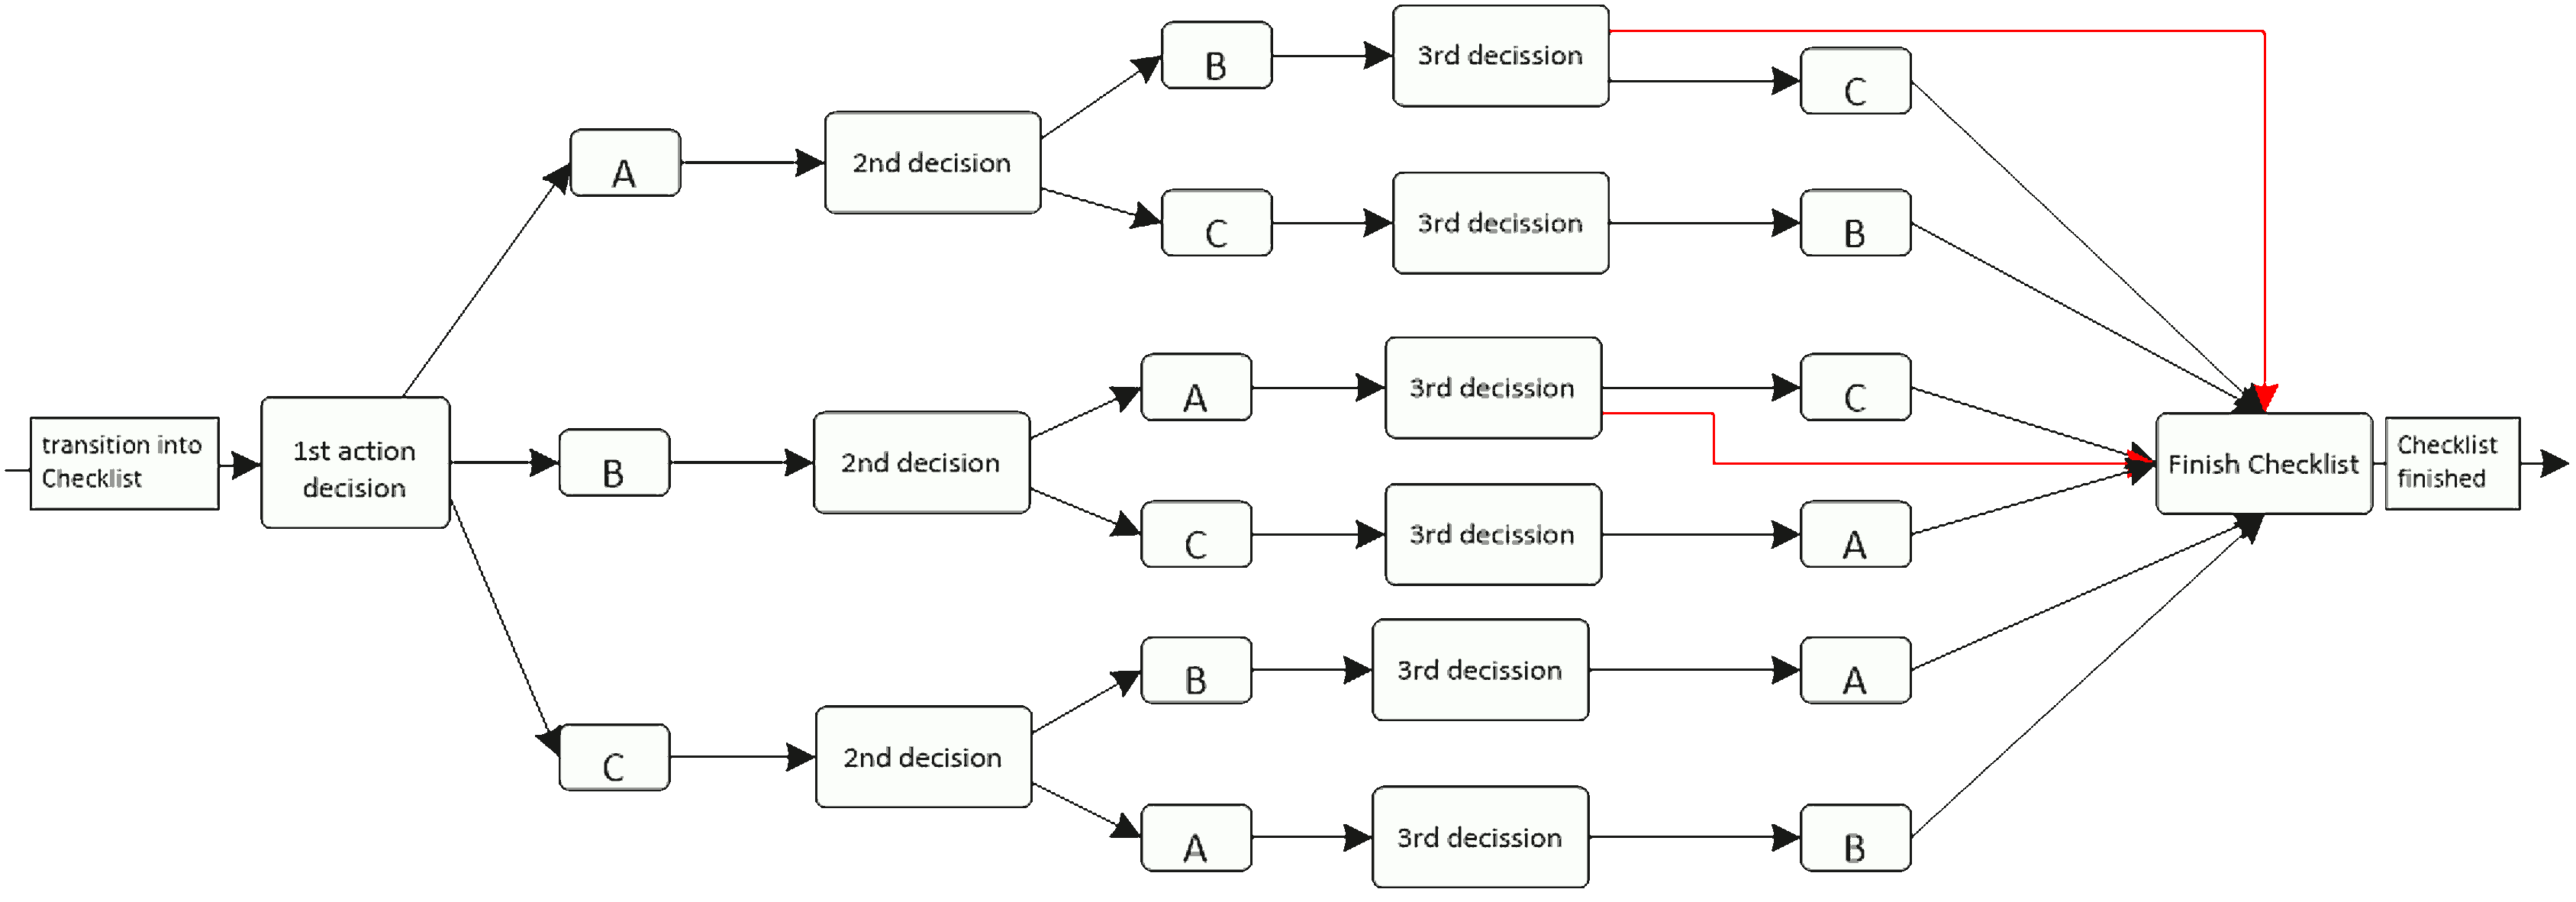 B
3rd decission
C
A
2nd decision
C
3rd decission
B
transition into
Checklist
1st action
decision
B
2nd decision
A
3rd decission
C
C
3rd decission
A
Finish Checklist
Checklist
finished
C
2nd decision
B
3rd decission
A
A
3rd decission
B